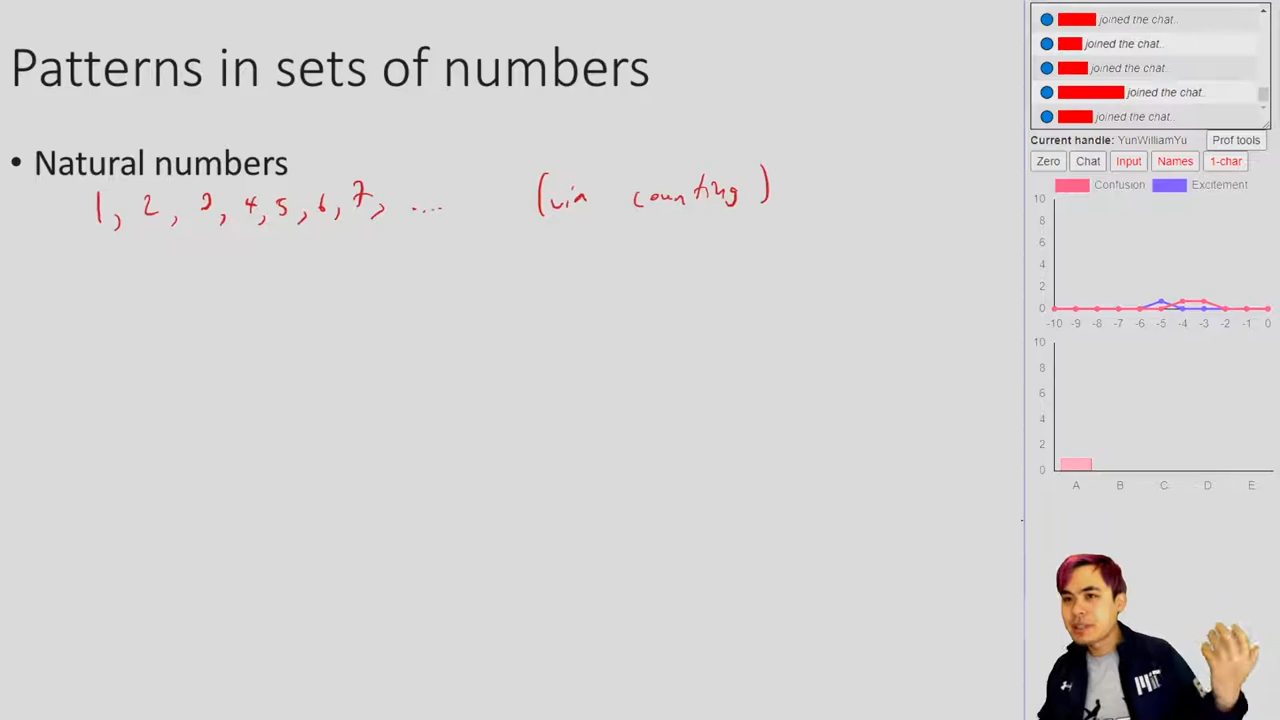 Patterns in sets of numbers
• Natural numbers
1, 2, 3, 4, 5, 6, 7, .... (via counting)
joined the chat..
joined the chat..
joined the chat..
joined the chat..
joined the chat..
Current handle: YunWilliamYu Prof tools
Zero Chat Input Names 1-char
Confusion Excitement
10
8
6
4
2
0
-10 -9 -8 -7 -6 -5 -4 -3 -2 -1 0
10
8
6
4
2
0
A B C D E
MIT